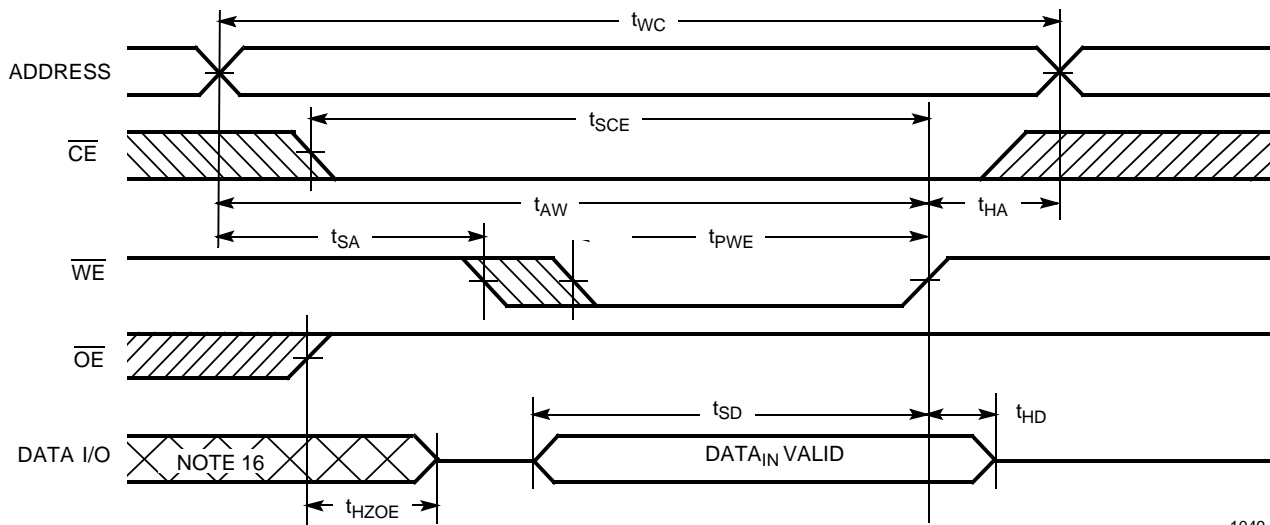 tWC
ADDRESS
tSCE
CE
tAW
tHA
tSA
tPWE
WE
OE
tSD
tHD
DATA I/O
NOTE 16
DATAIN VALID
tHZOE